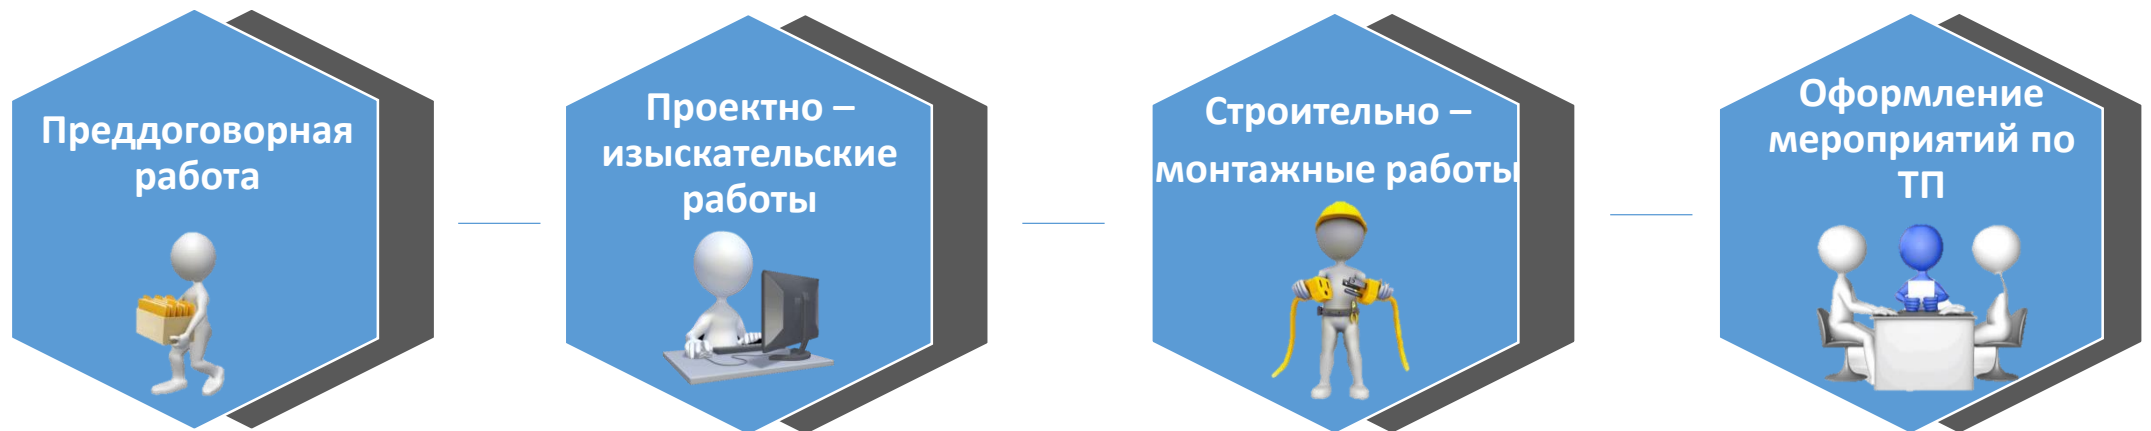 Преддоговорная
работа
Проектно –
изыскательские
работы
Строительно –
монтажные работы
Оформление
мероприятий по
ТП